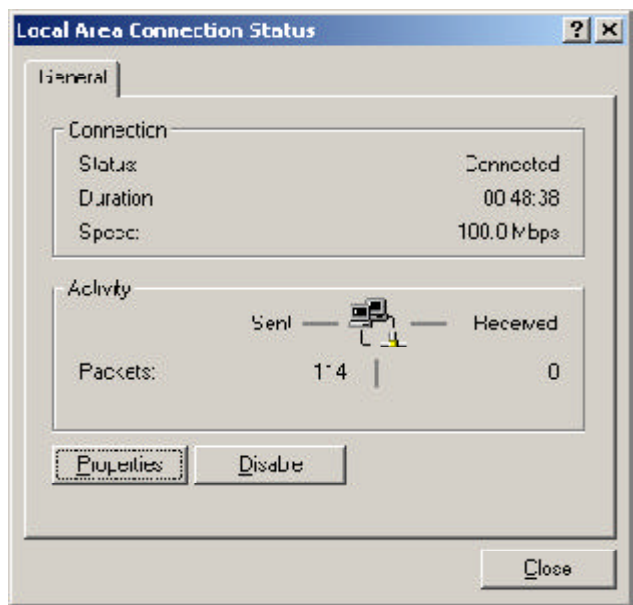 Local Area Connection Status
General
Connection
Status: Connected
Duration: 00:48:38
Speed: 100.0 Mbps
Activity
Sent Received
Packets: 114 0
Properties Disable
Close